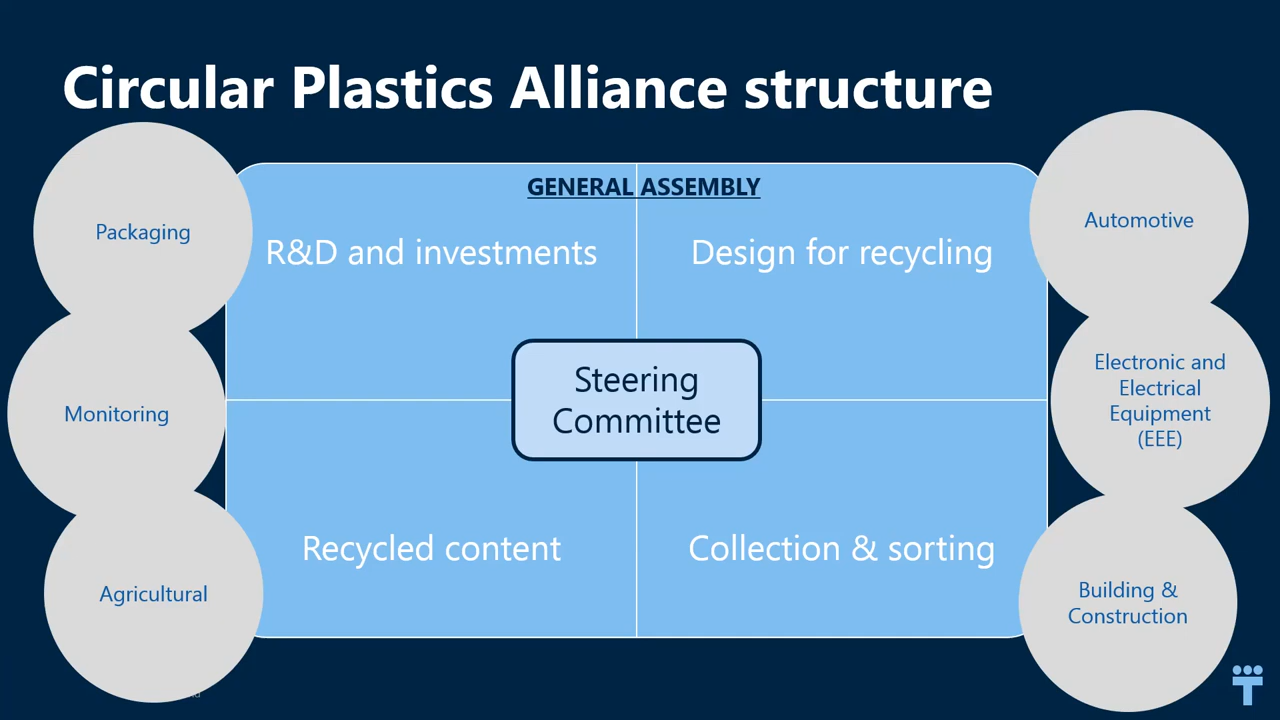 Circular Plastics Alliance structure
GENERAL ASSEMBLY
Packaging
R&D and investments
Design for recycling
Automotive
Monitoring
Steering
Committee
Electronic and
Electrical
Equipment
(EEE)
Agricultural
Recycled content
Collection & sorting
Building &
Construction